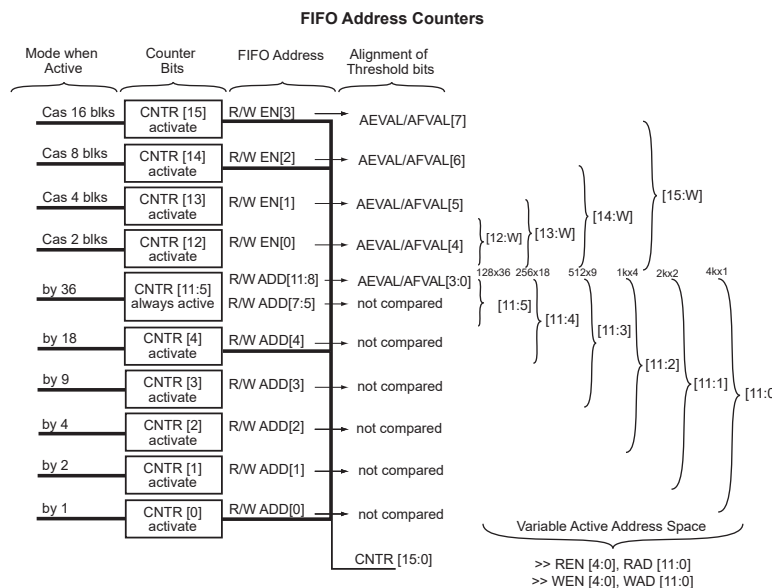 FIFO Address Counters
Mode when Active
Counter Bits
FIFO Address
Alignment of Threshold bits
Cas 16 blks
CNTR [15] activate
R/W EN[3]
AEVAL/AFVAL[7]
Cas 8 blks
CNTR [14] activate
R/W EN[2]
AEVAL/AFVAL[6]
Cas 4 blks
CNTR [13] activate
R/W EN[1]
AEVAL/AFVAL[5]
Cas 2 blks
CNTR [12] activate
R/W EN[0]
AEVAL/AFVAL[4]
[12:W]
[13:W]
[14:W]
[15:W]
by 36
CNTR [11:5] always active
R/W ADD[11:8]
AEVAL/AFVAL[3:0]
R/W ADD[7:5]
not compared
128x36
256x18
512x9
1kx4
2kx2
4kx1
[11:5]
[11:4]
[11:3]
[11:2]
[11:1]
[11:0
by 18
CNTR [4] activate
R/W ADD[4]
not compared
by 9
CNTR [3] activate
R/W ADD[3]
not compared
by 4
CNTR [2] activate
R/W ADD[2]
not compared
by 2
CNTR [1] activate
R/W ADD[1]
not compared
by 1
CNTR [0] activate
R/W ADD[0]
not compared
CNTR [15:0]
Variable Active Address Space
>> REN [4:0], RAD [11:0]
>> WEN [4:0], WAD [11:0]